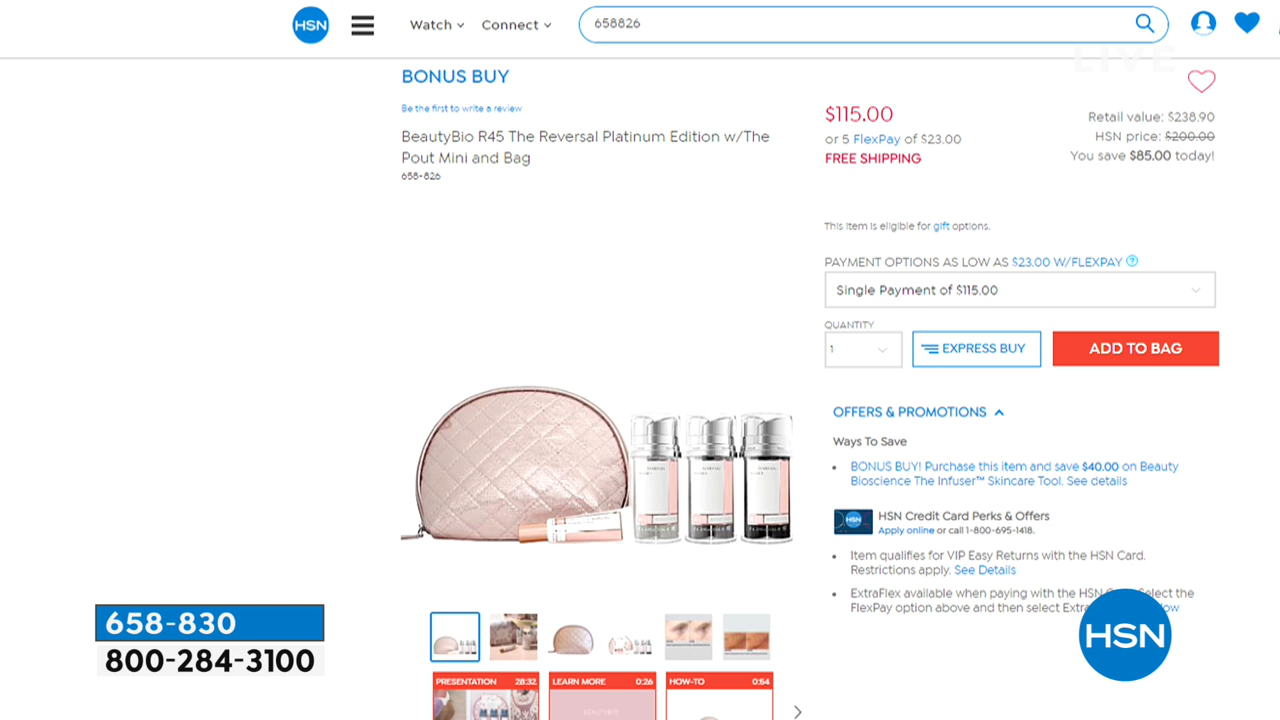 HSN
Watch
Connect
658826
LIVE
BONUS BUY
Be the first to write a review
BeautyBio R45 The Reversal Platinum Edition w/The
Pout Mini and Bag
658-826
$115.00
or 5 FlexPay of $23.00
FREE SHIPPING
Retail value: $238.90
HSN price: $200.00
You save $85.00 today!
This item is eligible for gift options.
PAYMENT OPTIONS AS LOW AS $23.00 W/FLEXPAY ?
Single Payment of $115.00
QUANTITY
1
EXPRESS BUY
ADD TO BAG
OFFERS & PROMOTIONS
Ways To Save
BONUS BUY! Purchase this item and save $40.00 on Beauty
Bioscience The Infuser™ Skincare Tool. See details
HSN
HSN Credit Card Perks & Offers
Apply online or call 1-800-695-1418.
Item qualifies for VIP Easy Returns with the HSN Card.
Restrictions apply. See Details
ExtraFlex available when paying with the HSN Select the
FlexPay option above and then select
658-830
800-284-3100
HSN
PRESENTATION 28:32
LEARN MORE 0:26
HOW-TO 0:54
BEAUTYBIO